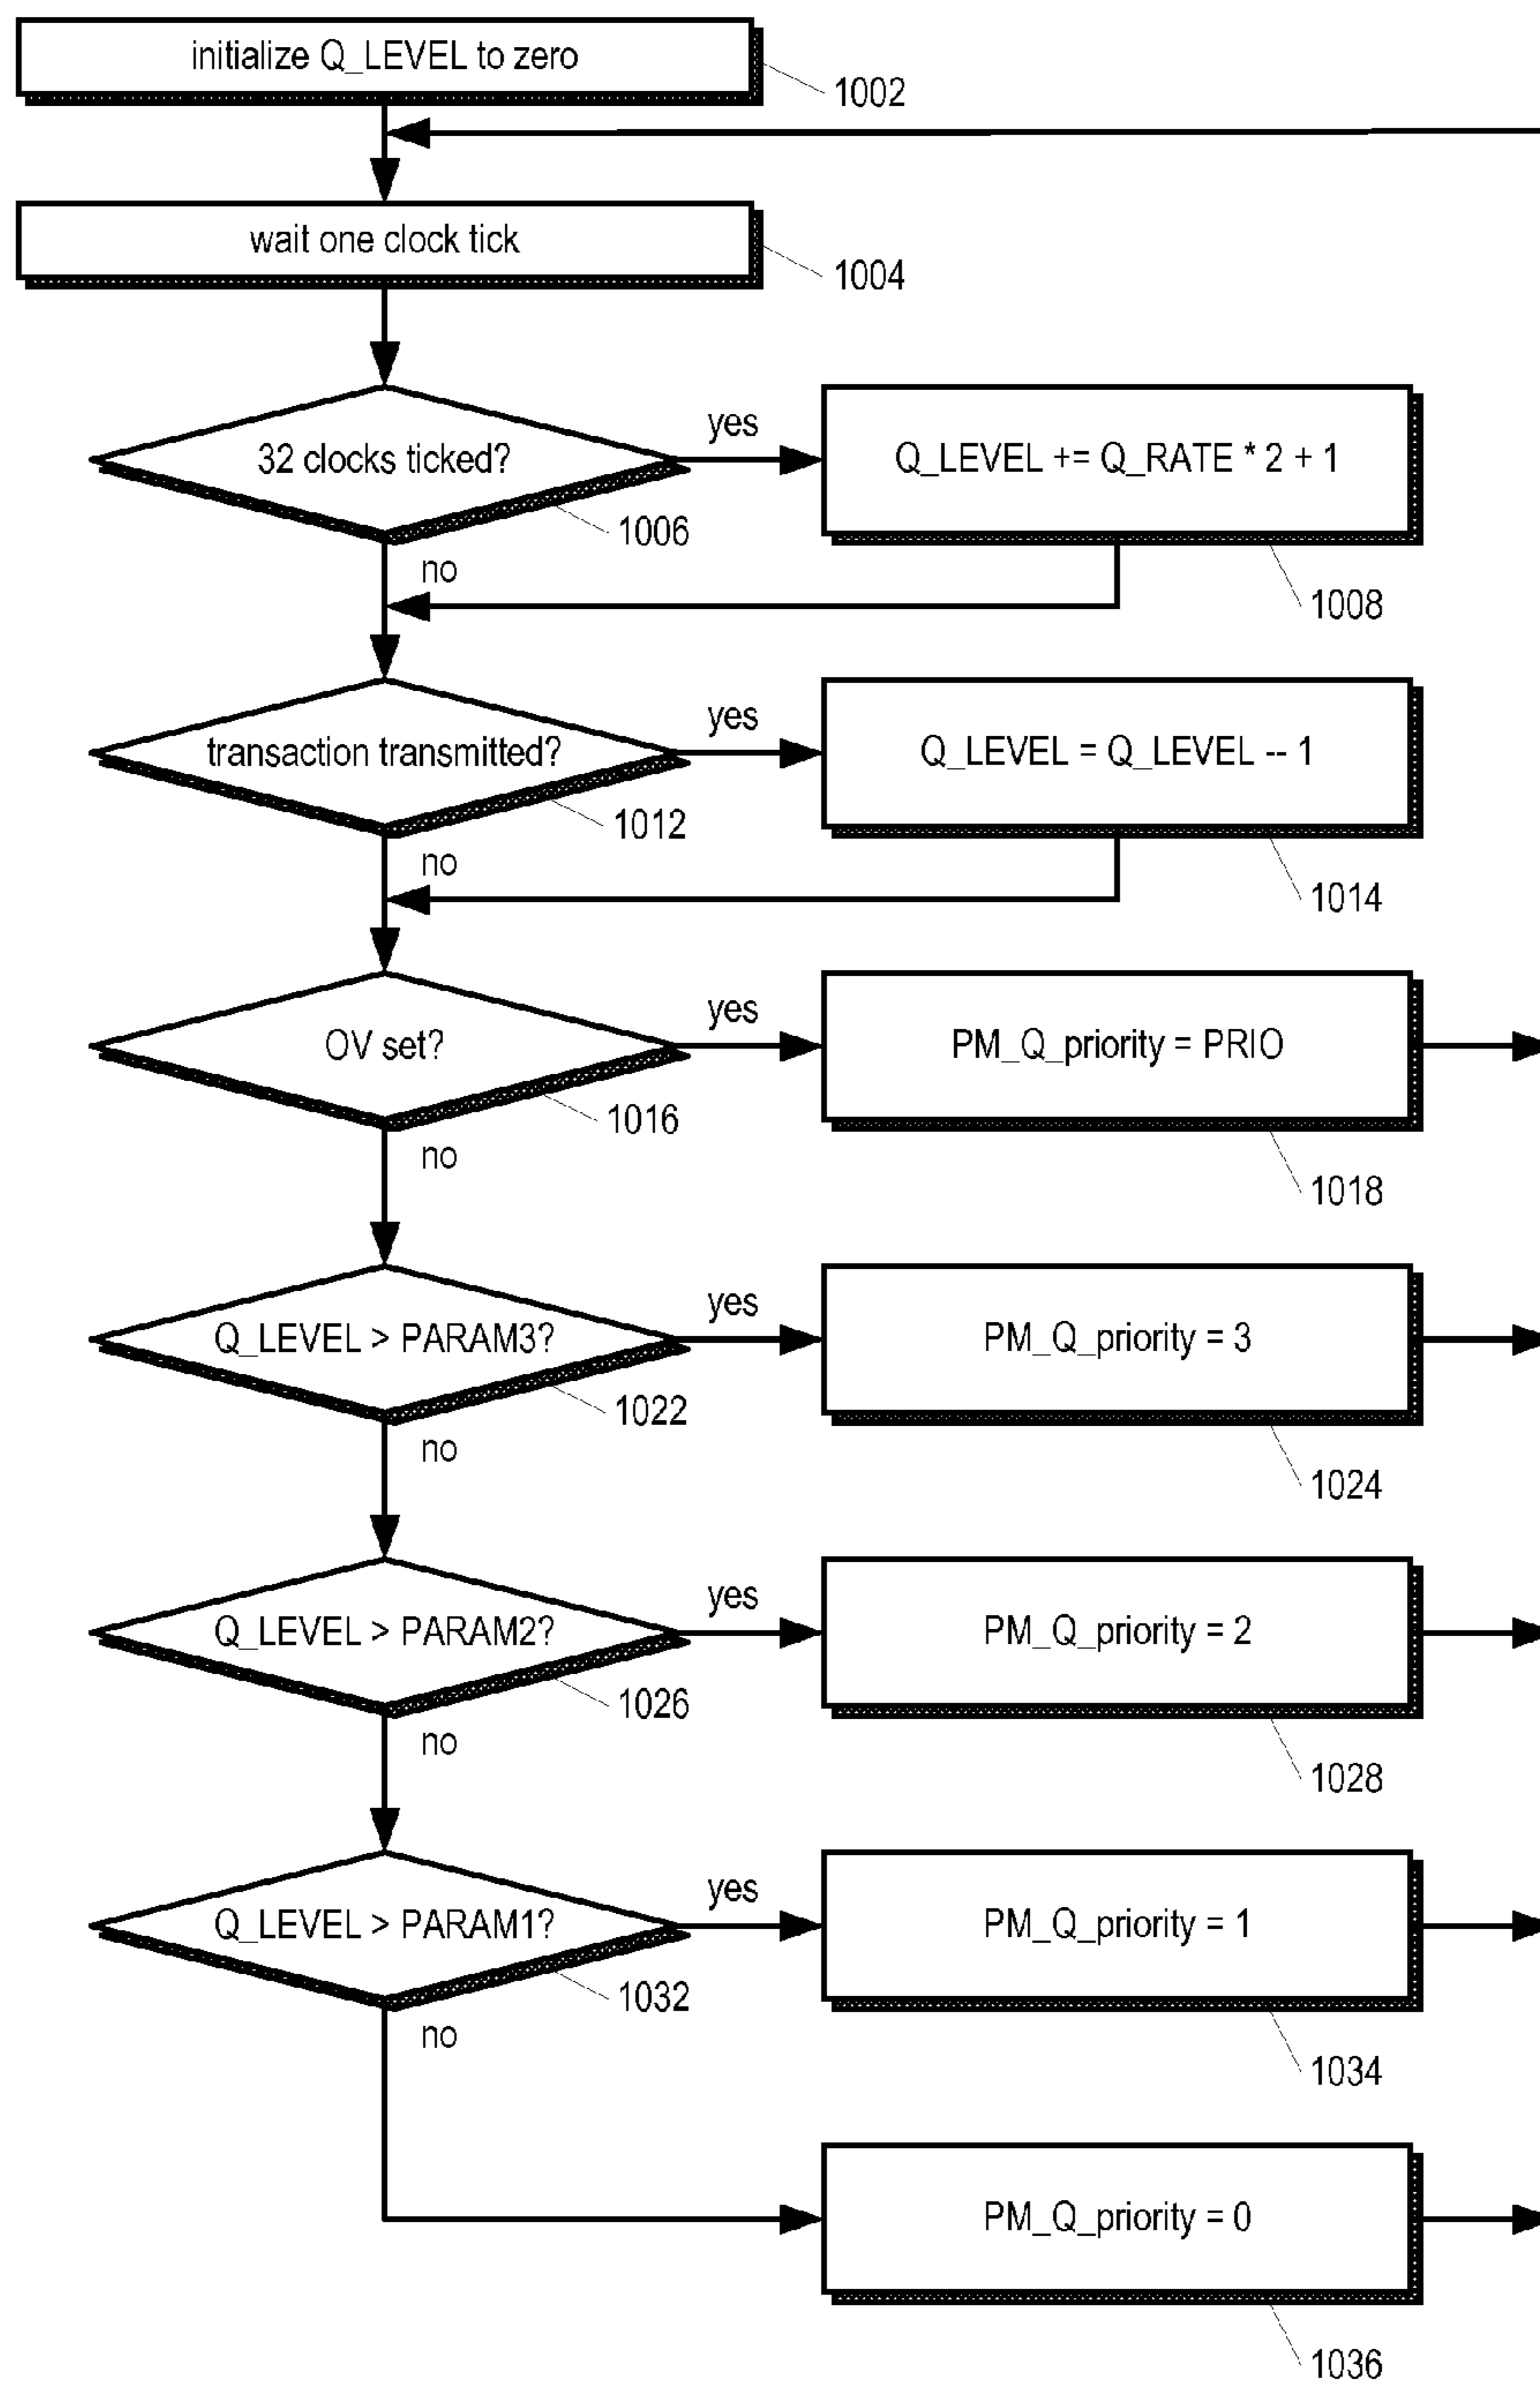 initialize Q_LEVEL to zero
1002
wait one clock tick
1004
32 clocks ticked?
yes
Q_LEVEL += Q_RATE * 2 + 1
1006
no
1008
transaction transmitted?
yes
Q_LEVEL = Q_LEVEL -- 1
1012
no
1014
OV set?
yes
PM_Q_priority = PRIO
1016
no
1018
Q_LEVEL > PARAM3?
yes
PM_Q_priority = 3
1022
no
1024
Q_LEVEL > PARAM2?
yes
PM_Q_priority = 2
1026
no
1028
Q_LEVEL > PARAM1?
yes
PM_Q_priority = 1
1032
no
1034
PM_Q_priority = 0
1036